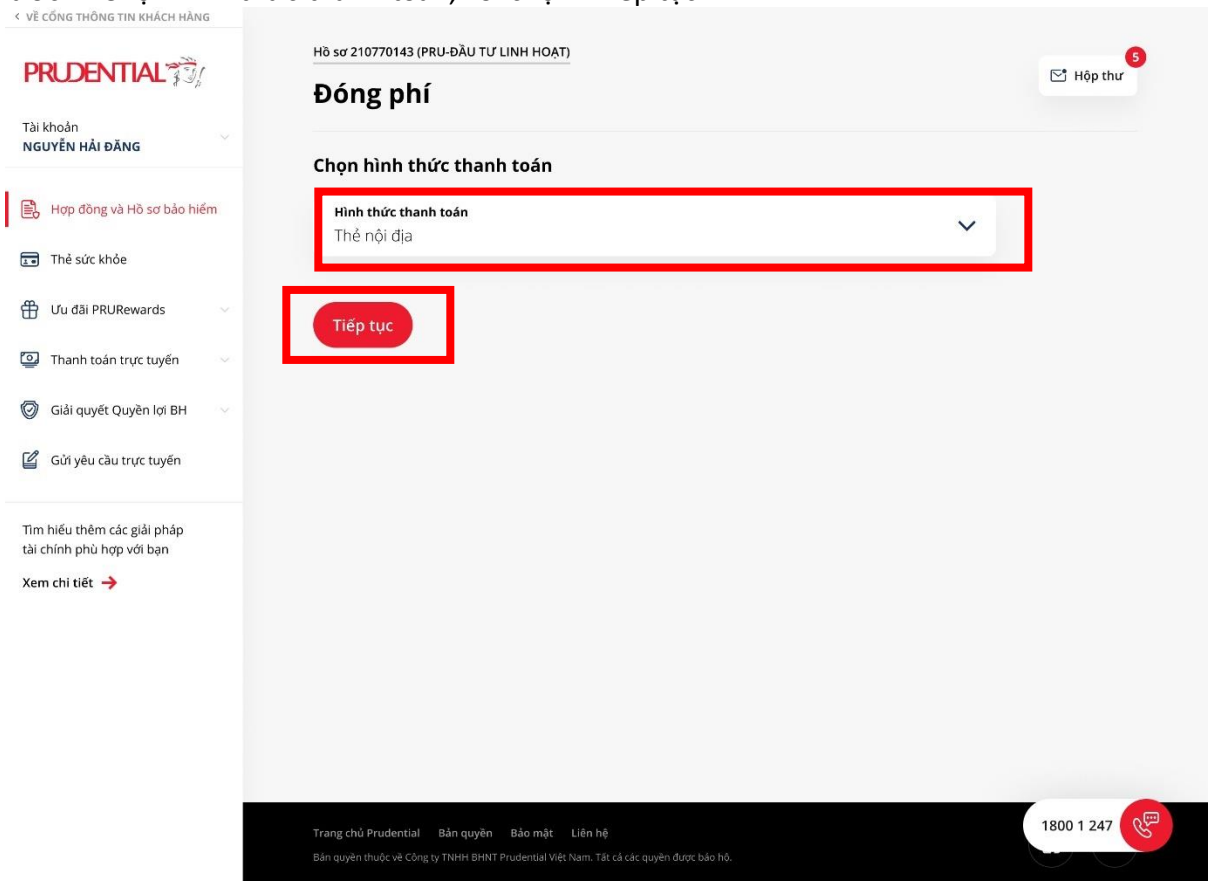 VỀ CỔNG THÔNG TIN KHÁCH HÀNG
PRUDENTIAL
Tài khoản
NGUYỄN HẢI ĐĂNG
Hợp đồng và Hồ sơ bảo hiểm
Thẻ sức khỏe
Ưu đãi PRURewards
Thanh toán trực tuyến
Giải quyết Quyền lợi BH
Gửi yêu cầu trực tuyến
Tìm hiểu thêm các giải pháp
tài chính phù hợp với bạn
Xem chi tiết
Hồ sơ 210770143 (PRU-ĐẦU TƯ LINH HOẠT)
Đóng phí
5
Hộp thư
Chọn hình thức thanh toán
Hình thức thanh toán
Thẻ nội địa
Tiếp tục
Trang chủ Prudential Bản quyền Bảo mật Liên hệ
Bản quyền thuộc về Công ty TNHH BHNT Prudential Việt Nam. Tất cả các quyền được bảo hộ.
1800 1 247